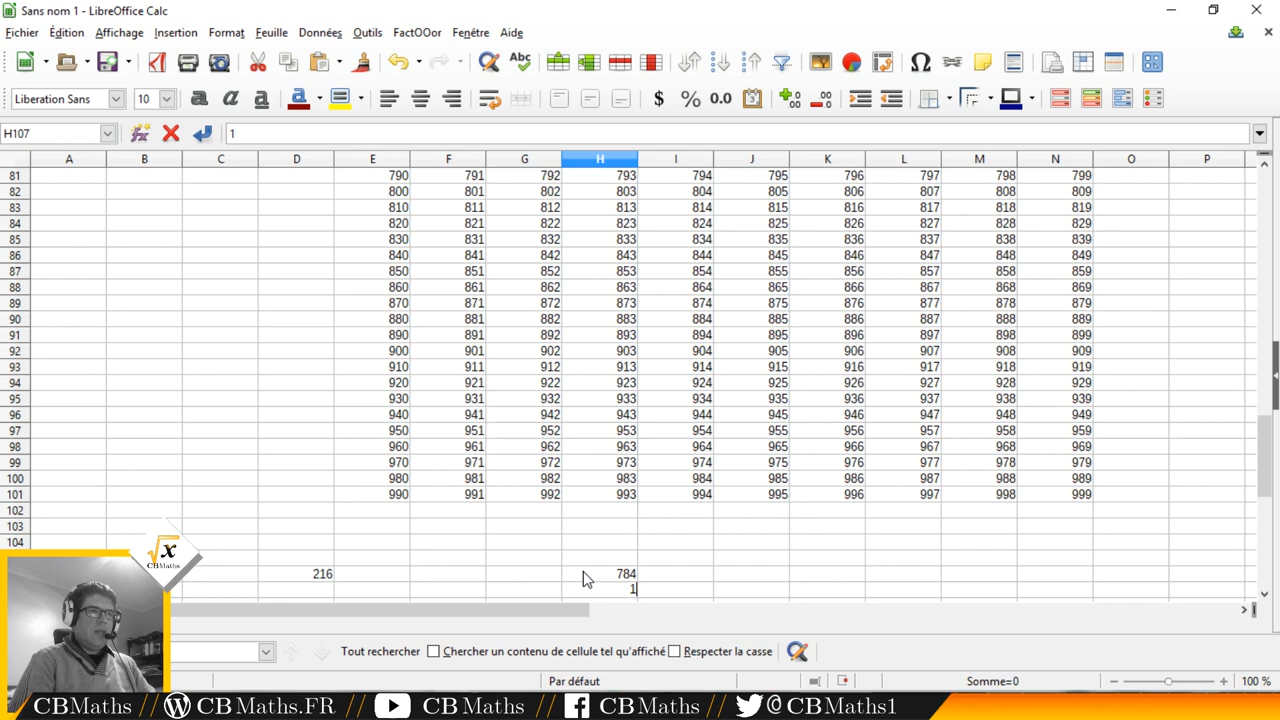 Sans nom 1 - LibreOffice Calc
Fichier Édition Affichage Insertion Format Feuille Données Outils FactOOor Fenêtre Aide
Abc
Liberation Sans 10 a a a a $ % 0.0
H107 1
A B C D E F G H I J K L M N O P
81 790 791 792 793 794 795 796 797 798 799
82 800 801 802 803 804 805 806 807 808 809
83 810 811 812 813 814 815 816 817 818 819
84 820 821 822 823 824 825 826 827 828 829
85 830 831 832 833 834 835 836 837 838 839
86 840 841 842 843 844 845 846 847 848 849
87 850 851 852 853 854 855 856 857 858 859
88 860 861 862 863 864 865 866 867 868 869
89 870 871 872 873 874 875 876 877 878 879
90 880 881 882 883 884 885 886 887 888 889
91 890 891 892 893 894 895 896 897 898 899
92 900 901 902 903 904 905 906 907 908 909
93 910 911 912 913 914 915 916 917 918 919
94 920 921 922 923 924 925 926 927 928 929
95 930 931 932 933 934 935 936 937 938 939
96 940 941 942 943 944 945 946 947 948 949
97 950 951 952 953 954 955 956 957 958 959
98 960 961 962 963 964 965 966 967 968 969
99 970 971 972 973 974 975 976 977 978 979
100 980 981 982 983 984 985 986 987 988 989
101 990 991 992 993 994 995 996 997 998 999
102
103
104
√x
CBMaths
216 784
1
Tout rechercher Chercher un contenu de cellule tel qu'affiché Respecter la casse
Par défaut Somme=0 100 %
CBMaths // CBMaths.FR // CBMaths // CBMaths // @CBMaths1